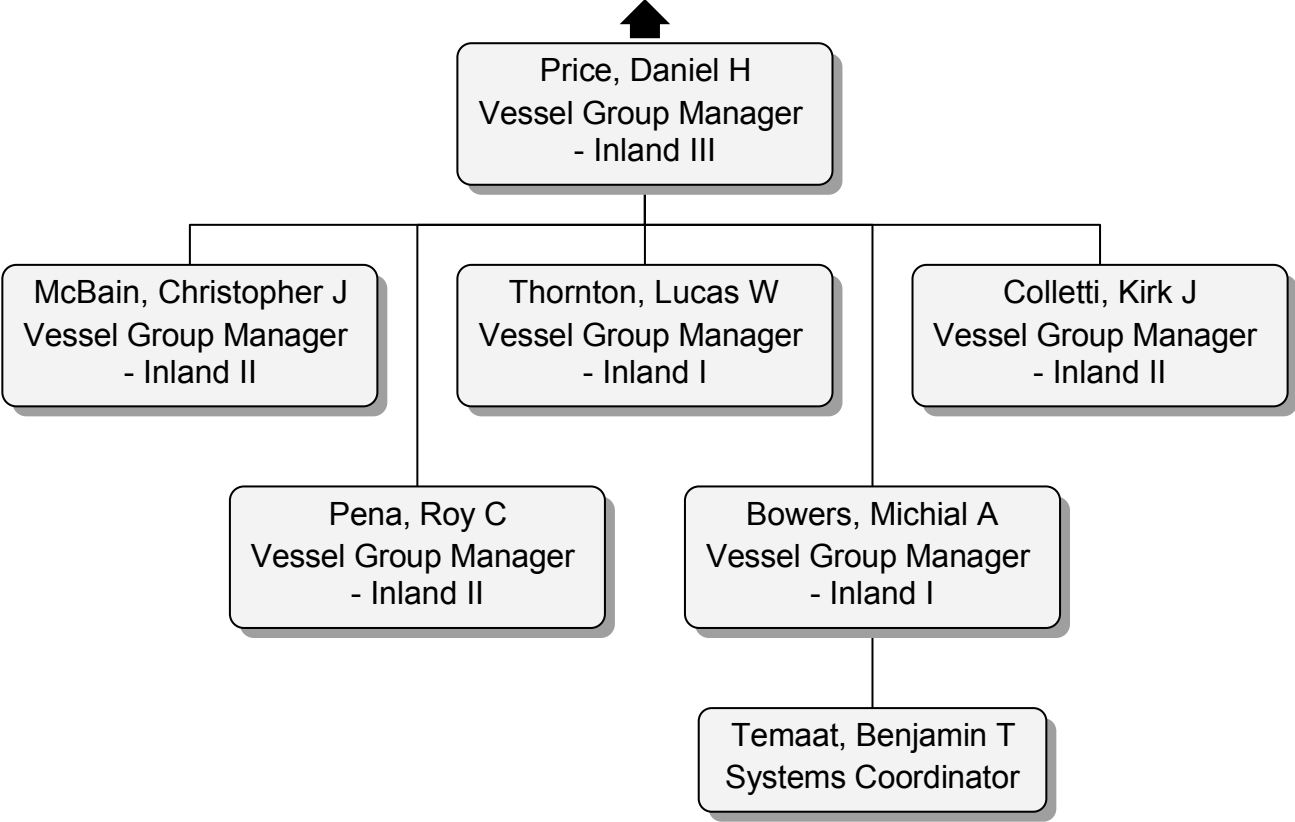 Price, Daniel H
Vessel Group Manager
- Inland III
McBain, Christopher J
Vessel Group Manager
- Inland II
Thornton, Lucas W
Vessel Group Manager
- Inland I
Colletti, Kirk J
Vessel Group Manager
- Inland II
Pena, Roy C
Vessel Group Manager
- Inland II
Bowers, Michial A
Vessel Group Manager
- Inland I
Temaat, Benjamin T
Systems Coordinator